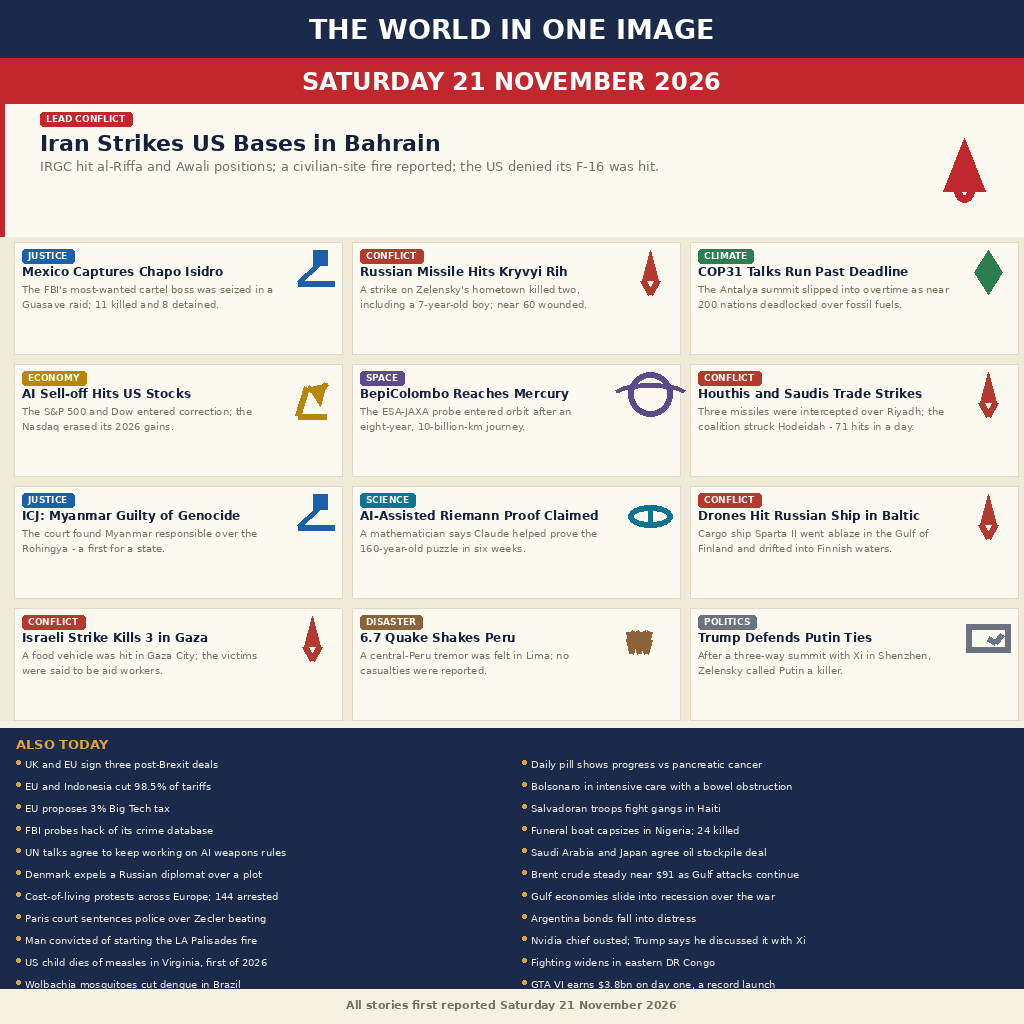 THE WORLD IN ONE IMAGE
SATURDAY 21 NOVEMBER 2026
LEAD CONFLICT
Iran Strikes US Bases in Bahrain
IRGC hit al-Riffa and Awali positions; a civilian-site fire reported; the US denied its F-16 was hit.
JUSTICE
Mexico Captures Chapo Isidro
The FBI's most-wanted cartel boss was seized in a
Guasave raid; 11 killed and 8 detained.
CONFLICT
Russian Missile Hits Kryvyi Rih
A strike on Zelensky's hometown killed two,
including a 7-year-old boy; near 60 wounded.
CLIMATE
COP31 Talks Run Past Deadline
The Antalya summit slipped into overtime as near
200 nations deadlocked over fossil fuels.
ECONOMY
AI Sell-off Hits US Stocks
The S&P 500 and Dow entered correction; the
Nasdaq erased its 2026 gains.
SPACE
BepiColombo Reaches Mercury
The ESA-JAXA probe entered orbit after an
eight-year, 10-billion-km journey.
CONFLICT
Houthis and Saudis Trade Strikes
Three missiles were intercepted over Riyadh; the
coalition struck Hodeidah - 71 hits in a day.
JUSTICE
ICJ: Myanmar Guilty of Genocide
The court found Myanmar responsible over the
Rohingya - a first for a state.
SCIENCE
AI-Assisted Riemann Proof Claimed
A mathematician says Claude helped prove the
160-year-old puzzle in six weeks.
CONFLICT
Drones Hit Russian Ship in Baltic
Cargo ship Sparta II went ablaze in the Gulf of
Finland and drifted into Finnish waters.
CONFLICT
Israeli Strike Kills 3 in Gaza
A food vehicle was hit in Gaza City; the victims
were said to be aid workers.
DISASTER
6.7 Quake Shakes Peru
A central-Peru tremor was felt in Lima; no
casualties were reported.
POLITICS
Trump Defends Putin Ties
After a three-way summit with Xi in Shenzhen,
Zelensky called Putin a killer.
ALSO TODAY
UK and EU sign three post-Brexit deals
EU and Indonesia cut 98.5% of tariffs
EU proposes 3% Big Tech tax
FBI probes hack of its crime database
UN talks agree to keep working on AI weapons rules
Denmark expels a Russian diplomat over a plot
Cost-of-living protests across Europe; 144 arrested
Paris court sentences police over Zecler beating
Man convicted of starting the LA Palisades fire
US child dies of measles in Virginia, first of 2026
Wolbachia mosquitoes cut dengue in Brazil
Daily pill shows progress vs pancreatic cancer
Bolsonaro in intensive care with a bowel obstruction
Salvadoran troops fight gangs in Haiti
Funeral boat capsizes in Nigeria; 24 killed
Saudi Arabia and Japan agree oil stockpile deal
Brent crude steady near $91 as Gulf attacks continue
Gulf economies slide into recession over the war
Argentina bonds fall into distress
Nvidia chief ousted; Trump says he discussed it with Xi
Fighting widens in eastern DR Congo
GTA VI earns $3.8bn on day one, a record launch
All stories first reported Saturday 21 November 2026